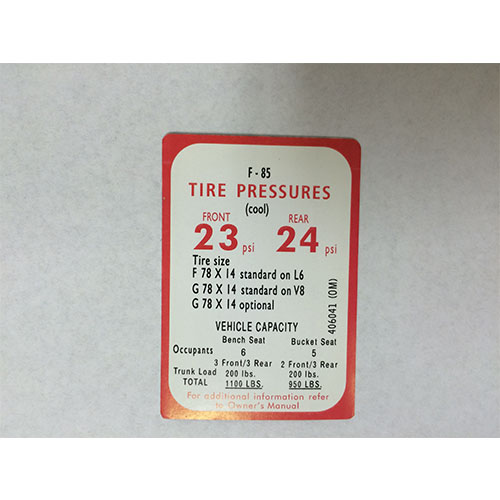 F - 85
TIRE PRESSURES
(cool)
FRONT REAR
23 psi 24 psi
Tire size
F 78 X 14 standard on L6
G 78 X 14 standard on V8
G 78 X 14 optional
406041 (OM)
VEHICLE CAPACITY
Bench Seat Bucket Seat
Occupants 6 5
3 Front/3 Rear 2 Front/3 Rear
Trunk Load 200 lbs. 200 lbs.
TOTAL 1100 LBS. 950 LBS.
For additional information refer
to Owner's Manual